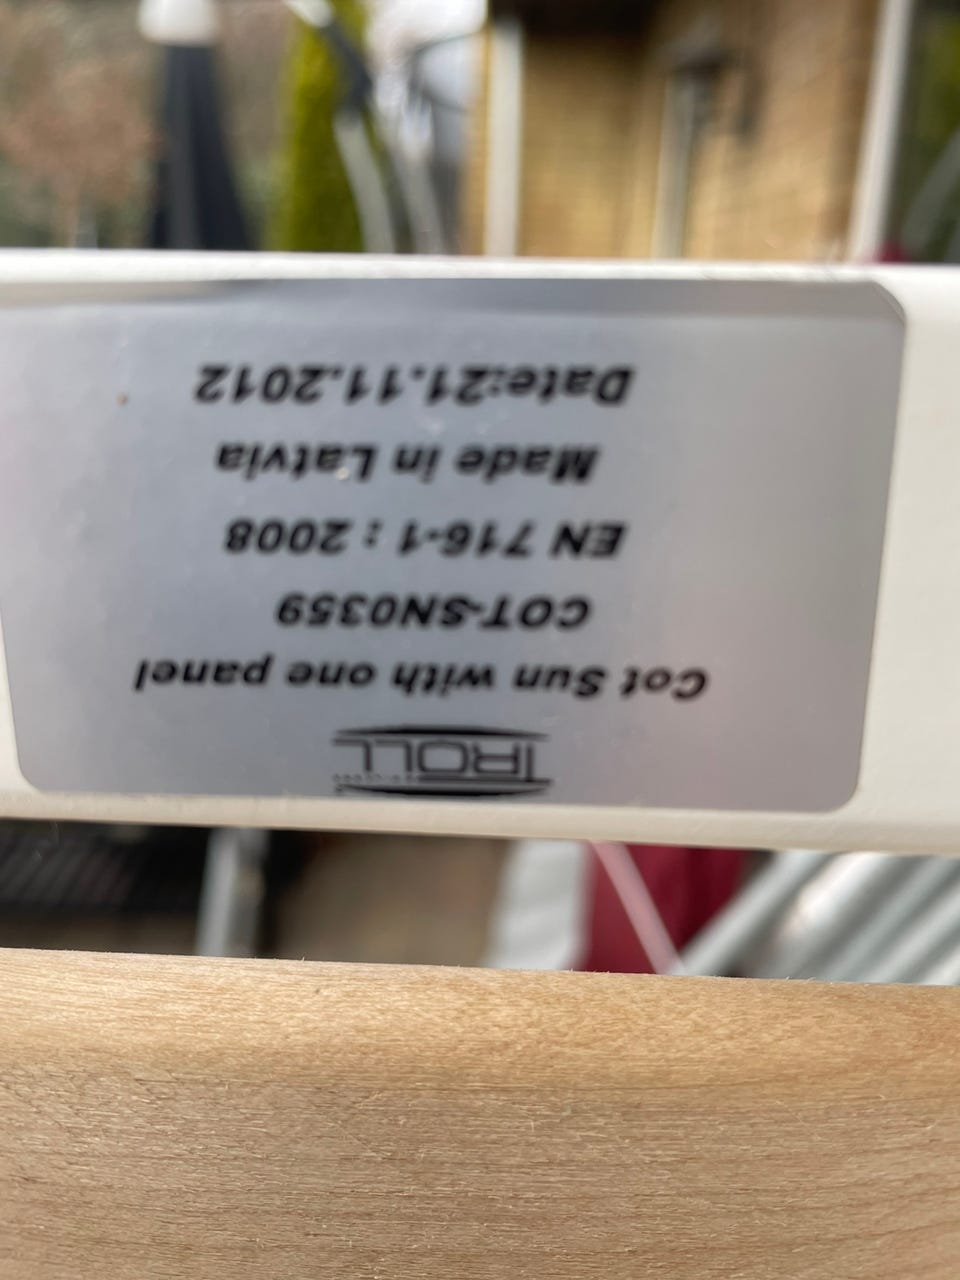 TROLL
Cot Sun with one panel
COT-SN0359
EN 716-1 : 2008
Made in Latvia
Date:21.11.2012